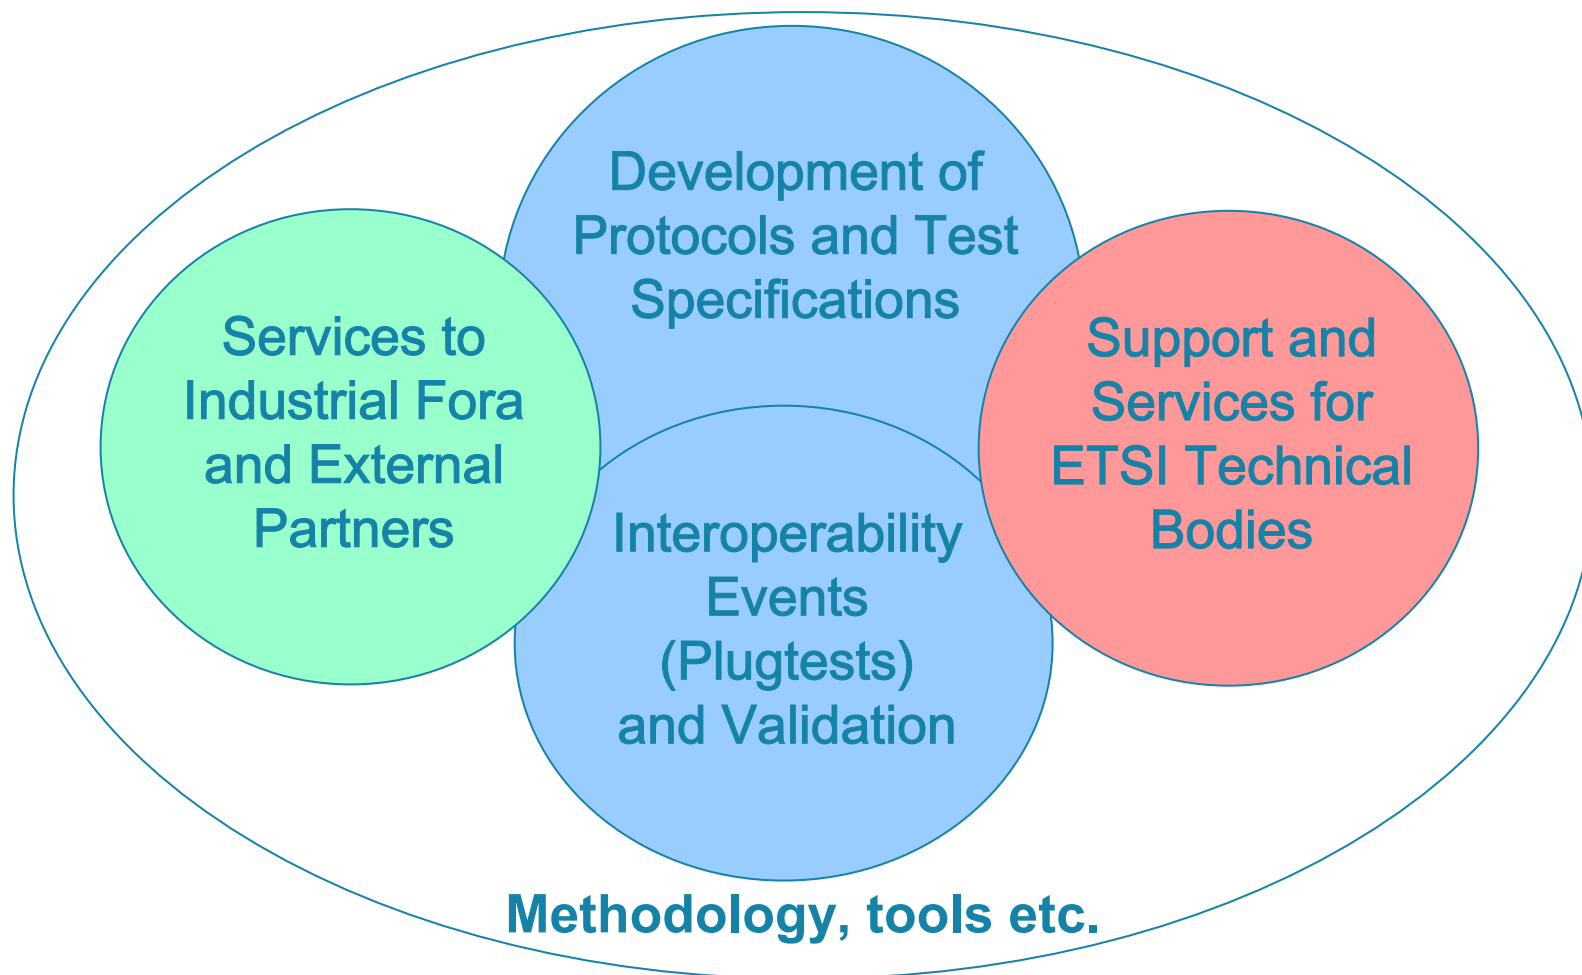 Development of
Protocols and Test
Specifications
Services to
Industrial Fora
and External
Partners
Support and
Services for
ETSI Technical
Bodies
Interoperability
Events
(Plugtests)
and Validation
Methodology, tools etc.